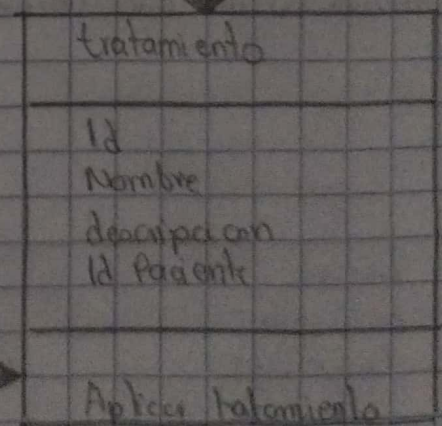 tratamiento
Id
Nombre
descripcion
Id Paciente
Aplicar tratamiento